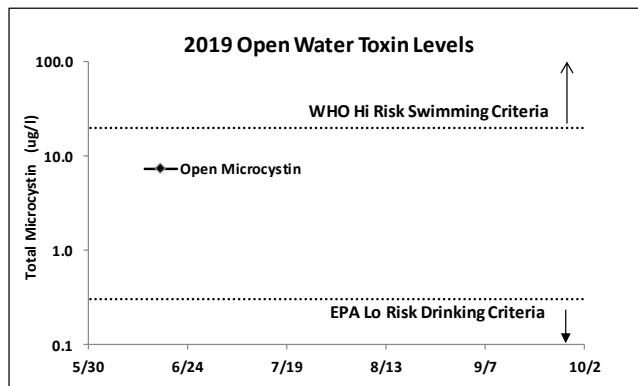 2019 Open Water Toxin Levels
100.0
WHO Hi Risk Swimming Criteria
10.0
Open Microcystin
Total Microcystin (ug/l)
1.0
EPA Lo Risk Drinking Criteria
0.1
5/30 6/24 7/19 8/13 9/7 10/2